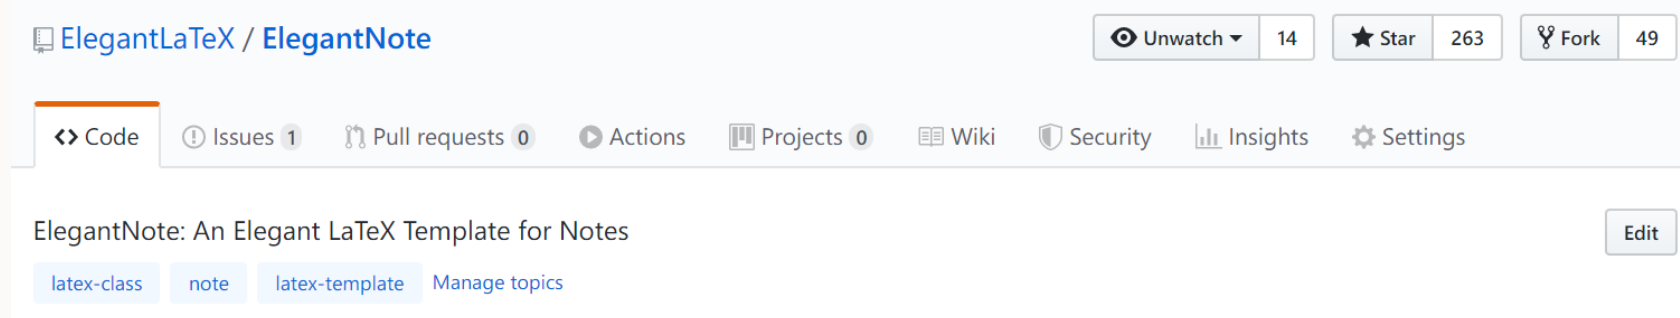 ElegantLaTeX / ElegantNote Unwatch 14 Star 263 Fork 49
Code Issues 1 Pull requests 0 Actions Projects 0 Wiki Security Insights Settings
ElegantNote: An Elegant LaTeX Template for Notes Edit
latex-class note latex-template Manage topics